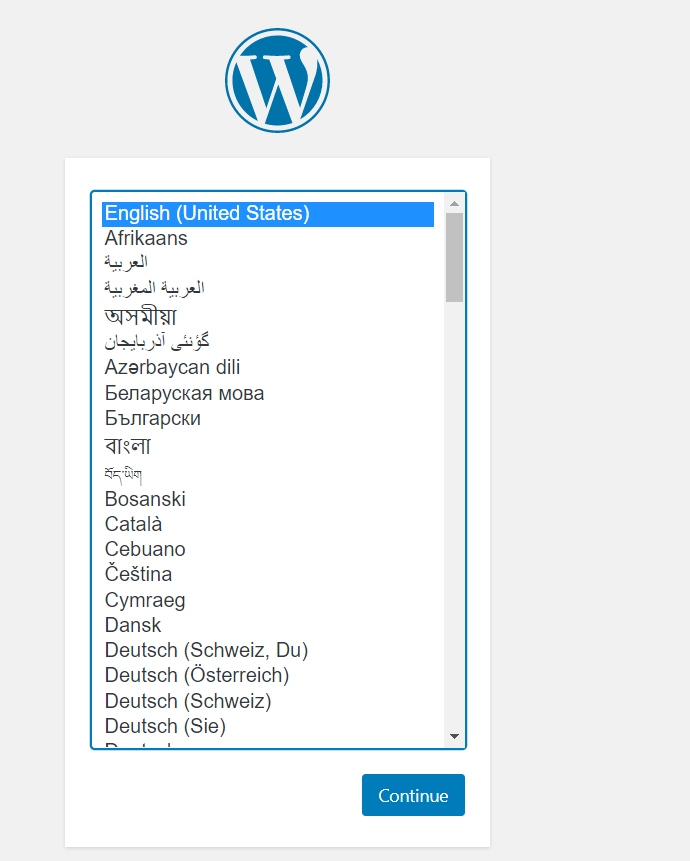 English (United States)
Afrikaans
العربية
العربية المغربية
অসমীয়া
گؤنئی آذربایجان
Azərbaycan dili
Беларуская мова
Български
বাংলা
བོད་ཡིག
Bosanski
Català
Cebuano
Čeština
Cymraeg
Dansk
Deutsch (Schweiz, Du)
Deutsch (Österreich)
Deutsch (Schweiz)
Deutsch (Sie)
Continue